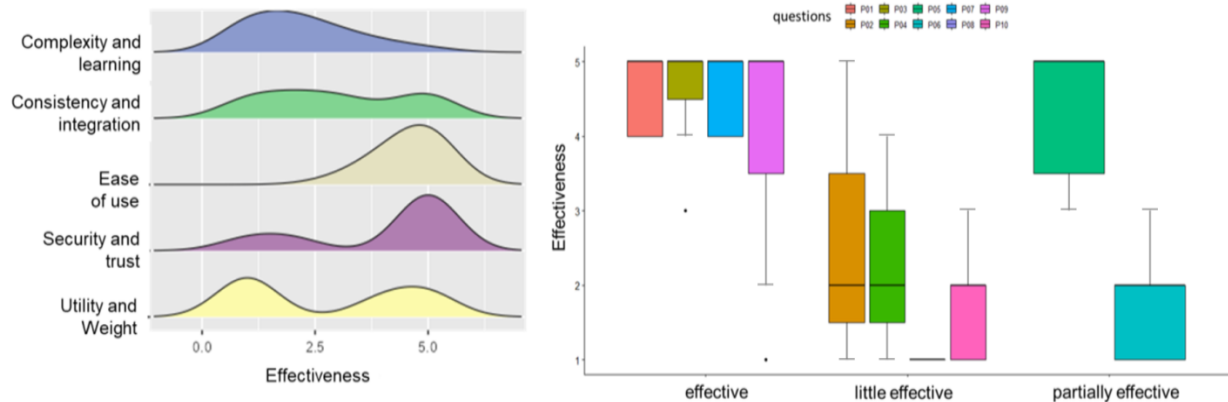 Complexity and
learning
Consistency and
integration
Ease
of use
Security and
trust
Utility and
Weight
0.0 2.5 5.0
Effectiveness
questions
P01 P03 P05 P07 P09
P02 P04 P06 P08 P10
Effectiveness
5
4
3
2
1
effective little effective partially effective